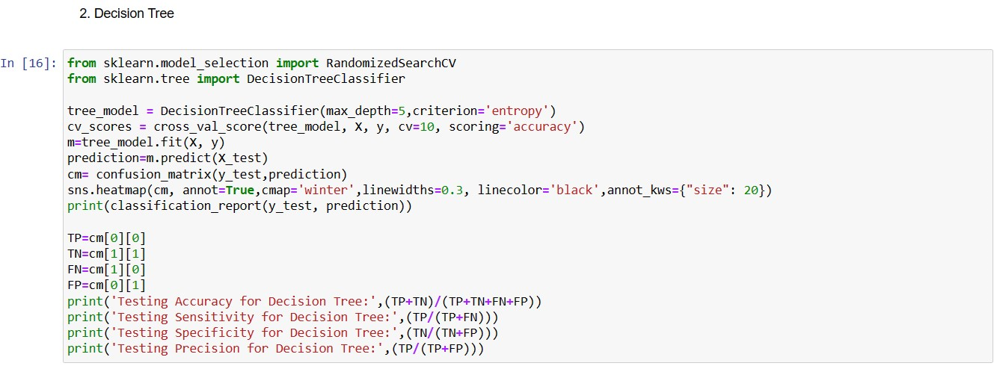 2. Decision Tree
In [16]: from sklearn.model_selection import RandomizedSearchCV
from sklearn.tree import DecisionTreeClassifier
tree_model = DecisionTreeClassifier(max_depth=5,criterion='entropy')
cv_scores = cross_val_score(tree_model, X, y, cv=10, scoring='accuracy')
m=tree_model.fit(X, y)
prediction=m.predict(X_test)
cm= confusion_matrix(y_test,prediction)
sns.heatmap(cm, annot=True,cmap='winter',linewidths=0.3, linecolor='black',annot_kws={"size": 20})
print(classification_report(y_test, prediction))
TP=cm[0][0]
TN=cm[1][1]
FN=cm[1][0]
FP=cm[0][1]
print('Testing Accuracy for Decision Tree:',(TP+TN)/(TP+TN+FN+FP))
print('Testing Sensitivity for Decision Tree:',(TP/(TP+FN)))
print('Testing Specificity for Decision Tree:',(TN/(TN+FP)))
print('Testing Precision for Decision Tree:',(TP/(TP+FP)))